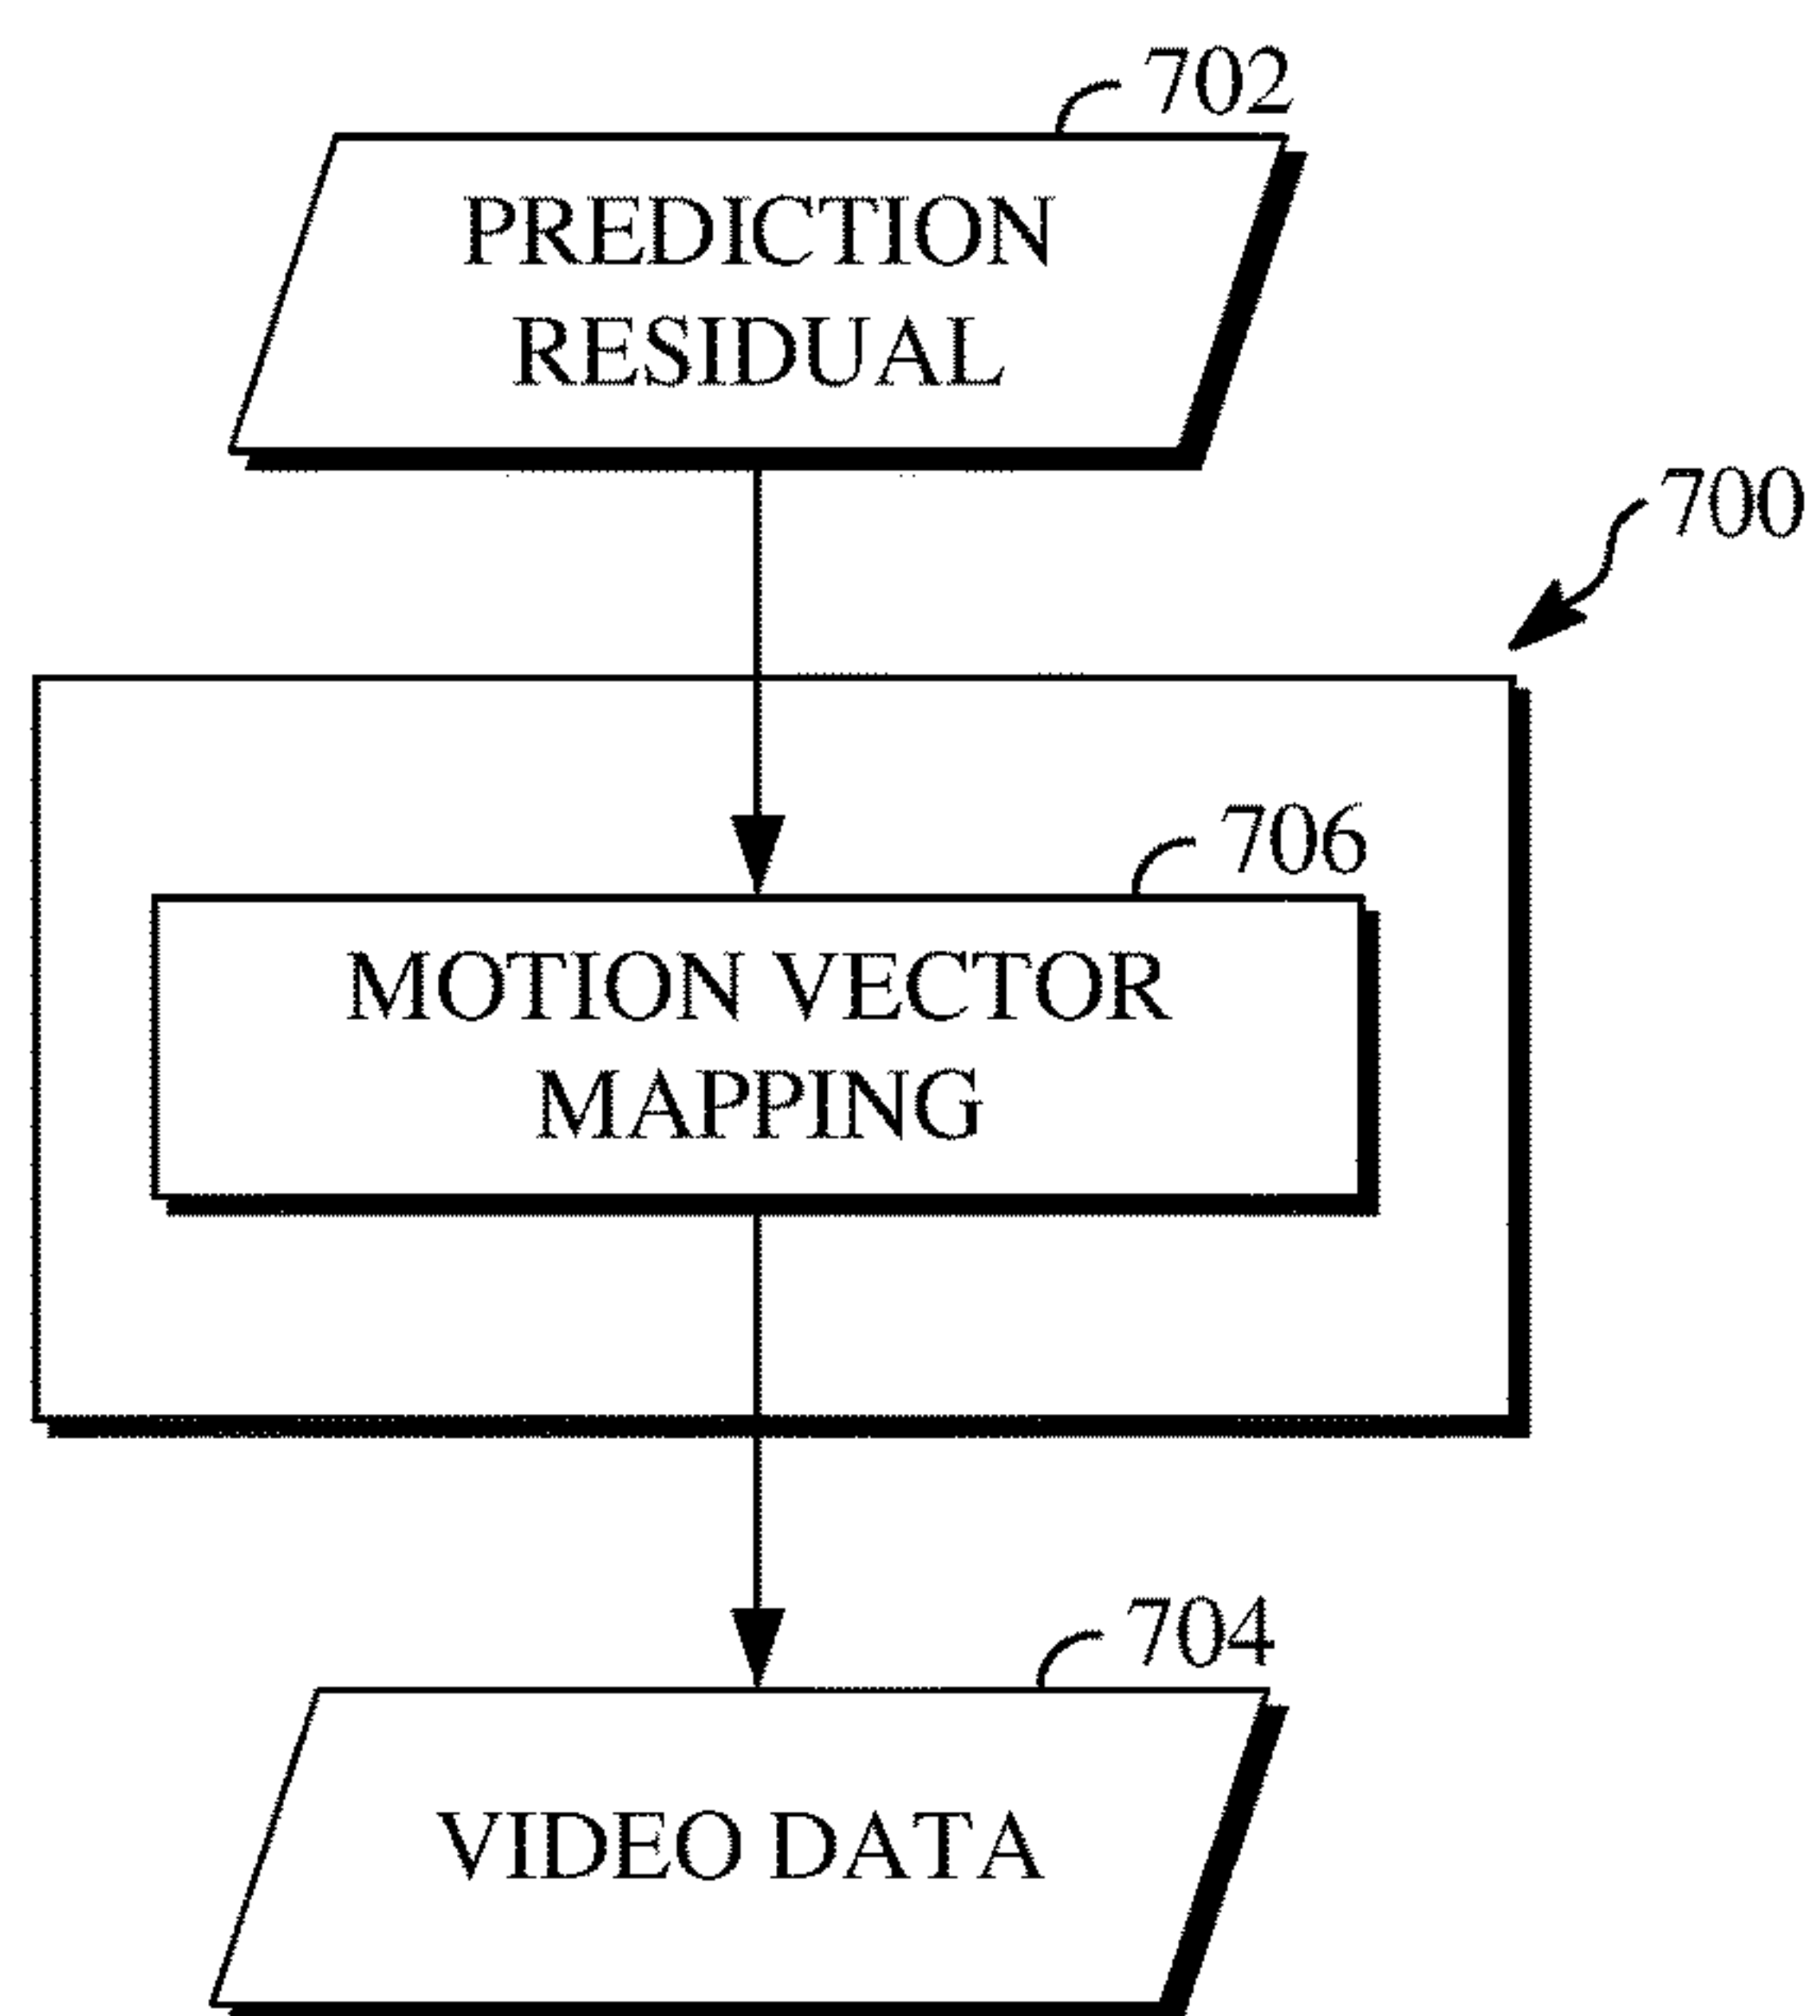 702
PREDICTION
RESIDUAL
700
706
MOTION VECTOR
MAPPING
704
VIDEO DATA